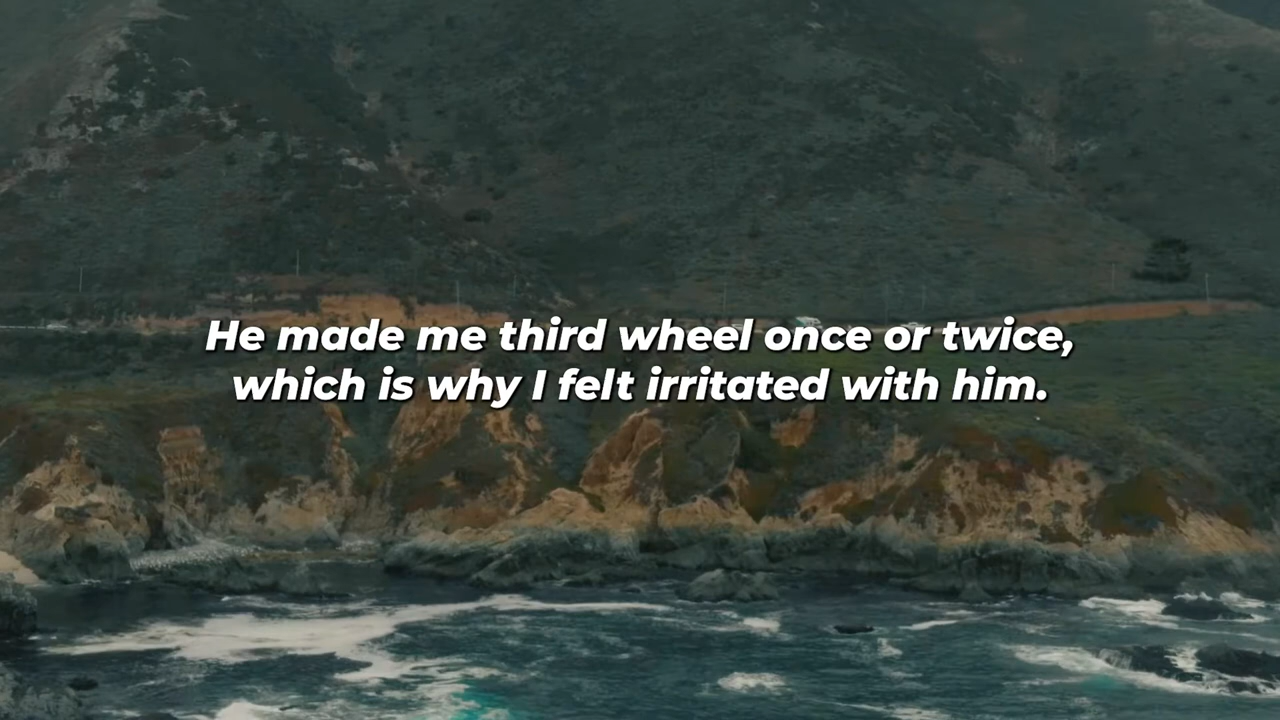 He made me third wheel once or twice,
which is why I felt irritated with him.